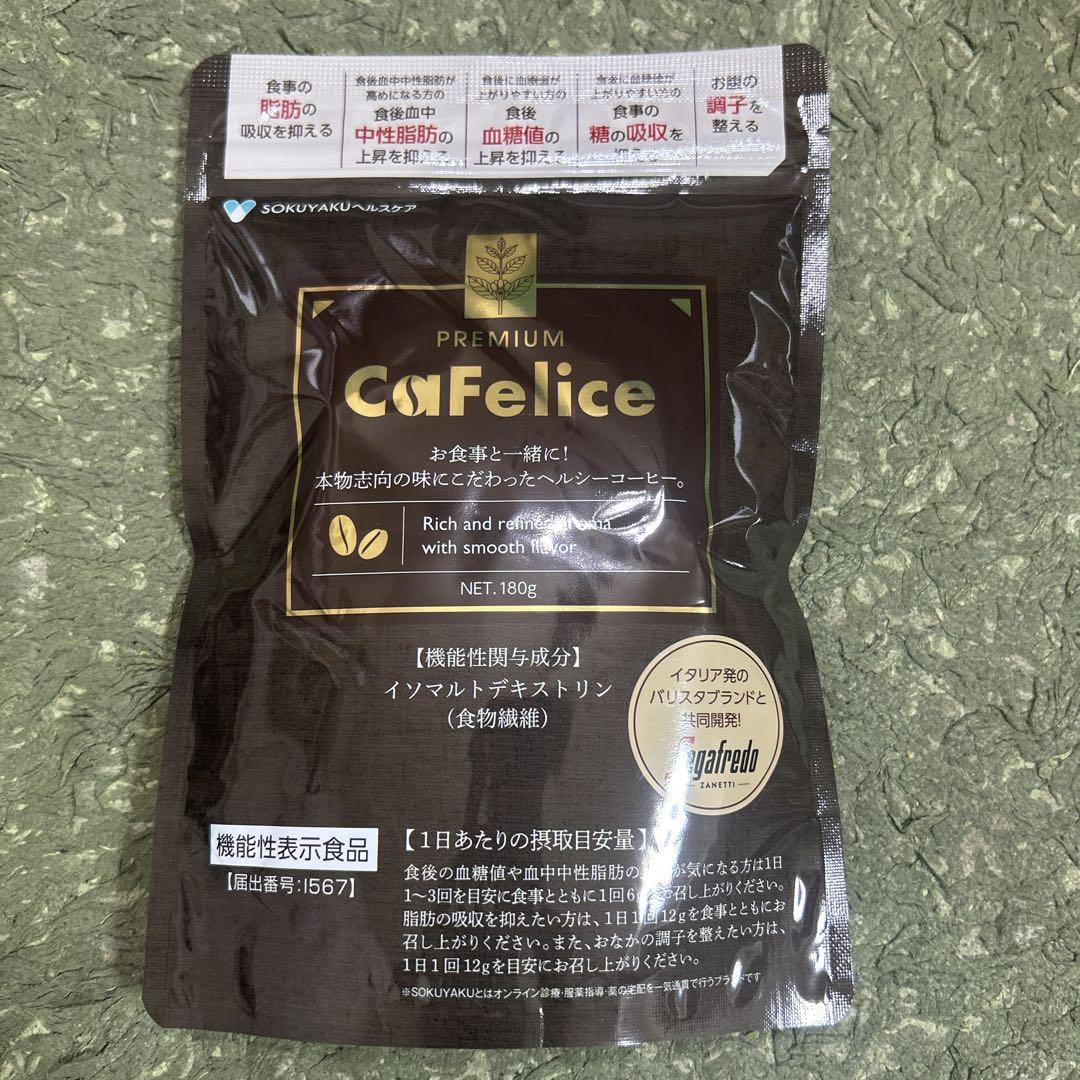 食事の
脂肪の
吸収を抑える
食後血中中性脂肪が
高めになる方の
食後血中
中性脂肪の
上昇を抑える
食後に血糖値が
上がりやすい方の
食後
血糖値の
上昇を抑える
食後に血糖値が
上がりやすい方の
食事の
糖の吸収を
抑える
お腹の
調子を
整える
SOKUYAKUヘルスケア
PREMIUM
CaFelice
お食事と一緒に!
本物志向の味にこだわったヘルシーコーヒー。
Rich and refined aroma
with smooth flavor
NET. 180g
【機能性関与成分】
イソマルトデキストリン
(食物繊維)
イタリア発の
バリスタブランドと
共同開発!
Segafredo
ZANETTI
機能性表示食品
【届出番号:I567】
【1日あたりの摂取目安量】
食後の血糖値や血中中性脂肪の が気になる方は1日
1〜3回を目安に食事とともに1回6 お召し上がりください。
脂肪の吸収を抑えたい方は、1日1回12gを食事とともにお
召し上がりください。また、おなかの調子を整えたい方は、
1日1回12gを目安にお召し上がりください。
※SOKUYAKUとはオンライン診療・服薬指導・薬の宅配を一気通貫で行うブランドです